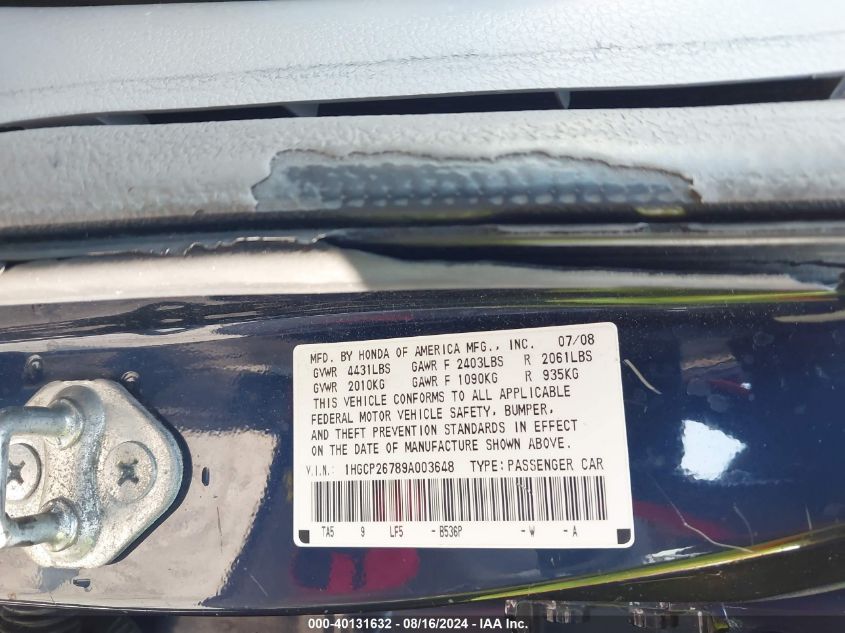 MFD. BY HONDA OF AMERICA MFG., INC. 07/08
GVWR 4431LBS GAWR F 2403LBS R 2061LBS
GVWR 2010KG GAWR F 1090KG R 935KG
THIS VEHICLE CONFORMS TO ALL APPLICABLE
FEDERAL MOTOR VEHICLE SAFETY, BUMPER,
AND THEFT PREVENTION STANDARDS IN EFFECT
ON THE DATE OF MANUFACTURE SHOWN ABOVE.
V.I.N.: 1HGCP26789A003648 TYPE: PASSENGER CAR
TA5 9 LF5 - B536P - W - A
000-40131632 - 08/16/2024 - IAA Inc.